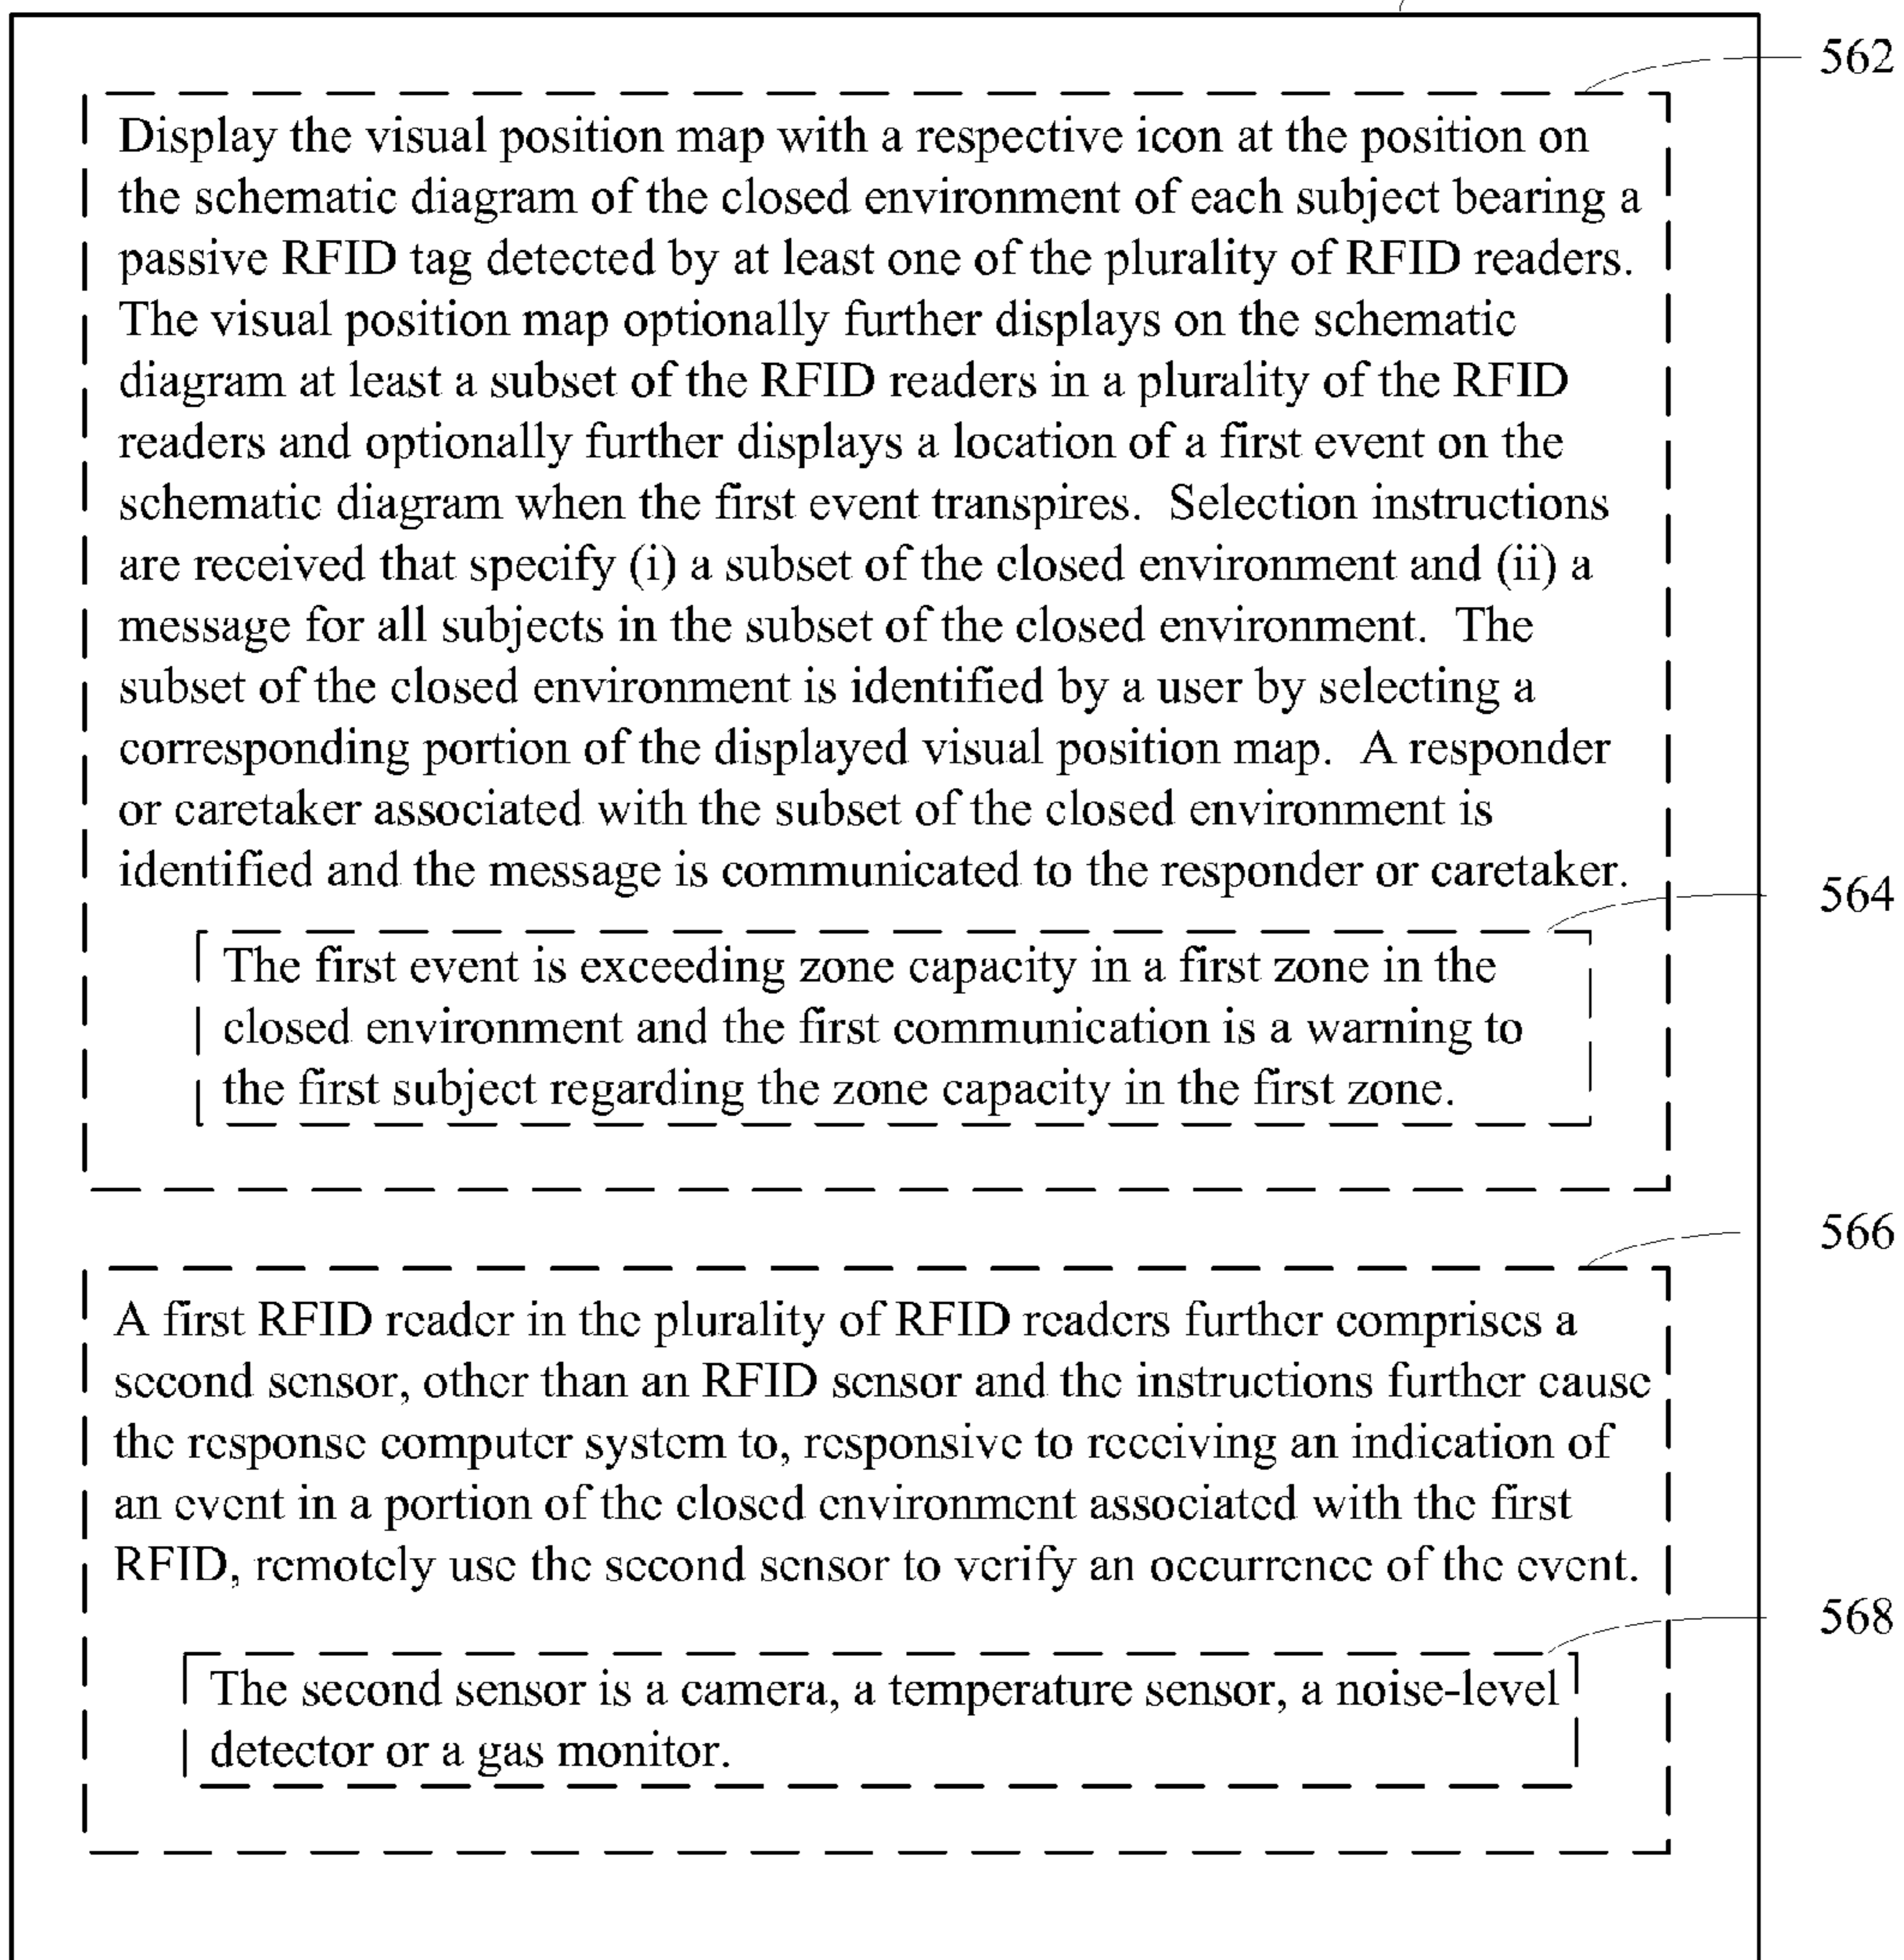 562
Display the visual position map with a respective icon at the position on
the schematic diagram of the closed environment of each subject bearing a
passive RFID tag detected by at least one of the plurality of RFID readers.
The visual position map optionally further displays on the schematic
diagram at least a subset of the RFID readers in a plurality of the RFID
readers and optionally further displays a location of a first event on the
schematic diagram when the first event transpires.  Selection instructions
are received that specify (i) a subset of the closed environment and (ii) a
message for all subjects in the subset of the closed environment.  The
subset of the closed environment is identified by a user by selecting a
corresponding portion of the displayed visual position map.  A responder
or caretaker associated with the subset of the closed environment is
identified and the message is communicated to the responder or caretaker.
564
The first event is exceeding zone capacity in a first zone in the
closed environment and the first communication is a warning to
the first subject regarding the zone capacity in the first zone.
566
A first RFID reader in the plurality of RFID readers further comprises a
second sensor, other than an RFID sensor and the instructions further cause
the response computer system to, responsive to receiving an indication of
an event in a portion of the closed environment associated with the first
RFID, remotely use the second sensor to verify an occurrence of the event.
568
The second sensor is a camera, a temperature sensor, a noise-level
detector or a gas monitor.